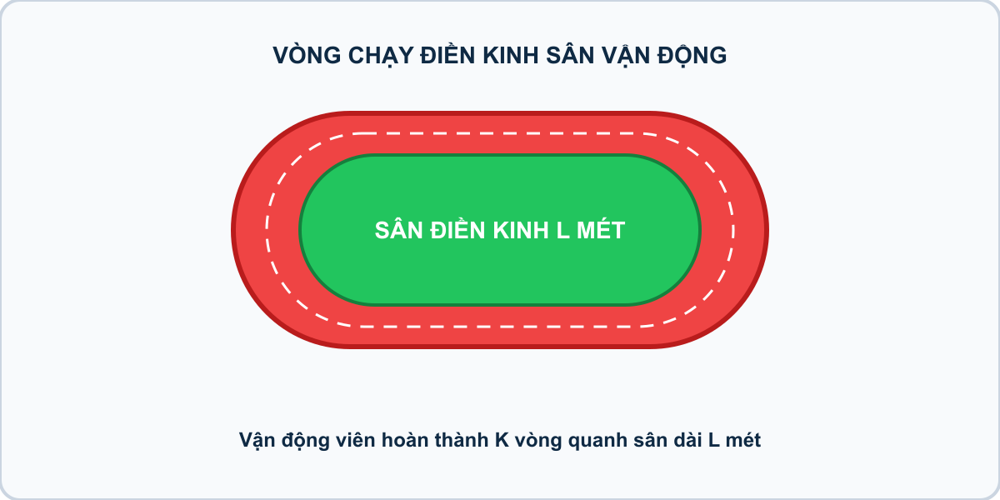 VÒNG CHẠY ĐIỀN KINH SÂN VẬN ĐỘNG
SÂN ĐIỀN KINH L MÉT
Vận động viên hoàn thành K vòng quanh sân dài L mét